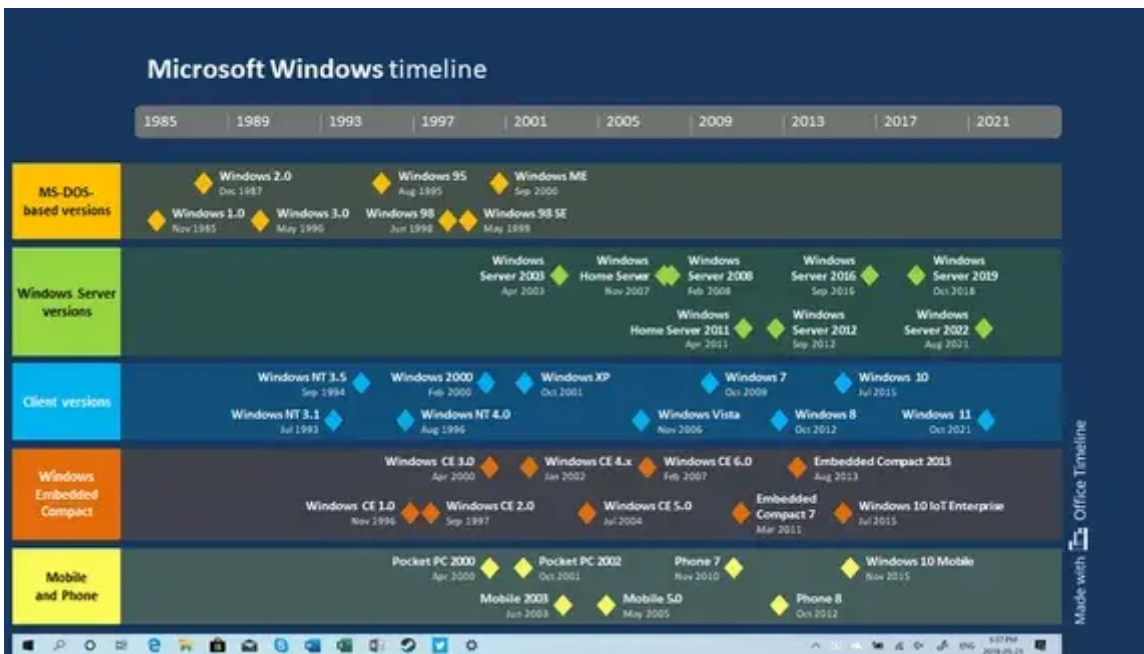 Microsoft Windows timeline
1985 1989 1993 1997 2001 2005 2009 2013 2017 2021
MS-DOS-
based versions
Windows 2.0
Dec 1987
Windows 95
Aug 1995
Windows ME
Sep 2000
Windows 1.0
Nov 1985
Windows 3.0
May 1990
Windows 98
Jun 1998
Windows 98 SE
May 1999
Windows Server
versions
Windows
Server 2003
Apr 2003
Windows
Home Server
Nov 2007
Windows
Server 2008
Feb 2008
Windows
Server 2016
Sep 2016
Windows
Server 2019
Oct 2018
Windows
Home Server 2011
Apr 2011
Windows
Server 2012
Sep 2012
Windows
Server 2022
Aug 2021
Client versions
Windows NT 3.5
Sep 1994
Windows 2000
Feb 2000
Windows XP
Oct 2001
Windows 7
Oct 2009
Windows 10
Jul 2015
Windows NT 3.1
Jul 1993
Windows NT 4.0
Aug 1996
Windows Vista
Nov 2006
Windows 8
Oct 2012
Windows 11
Oct 2021
Windows
Embedded
Compact
Windows CE 3.0
Apr 2000
Windows CE 4.x
Jan 2002
Windows CE 6.0
Feb 2007
Embedded Compact 2013
Aug 2013
Windows CE 1.0
Nov 1996
Windows CE 2.0
Sep 1997
Windows CE 5.0
Jul 2004
Embedded
Compact 7
Mar 2011
Windows 10 IoT Enterprise
Jul 2015
Mobile
and Phone
Pocket PC 2000
Apr 2000
Pocket PC 2002
Oct 2001
Phone 7
Nov 2010
Windows 10 Mobile
Nov 2015
Mobile 2003
Jun 2003
Mobile 5.0
May 2005
Phone 8
Oct 2012
Made with Office Timeline
ENG